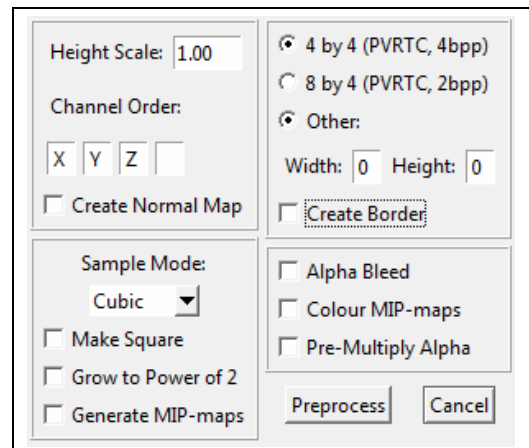 Height Scale: 1.00
Channel Order:
X Y Z
Create Normal Map
4 by 4 (PVRTC, 4bpp)
8 by 4 (PVRTC, 2bpp)
Other:
Width: 0 Height: 0
Create Border
Sample Mode:
Cubic
Make Square
Grow to Power of 2
Generate MIP-maps
Alpha Bleed
Colour MIP-maps
Pre-Multiply Alpha
Preprocess Cancel